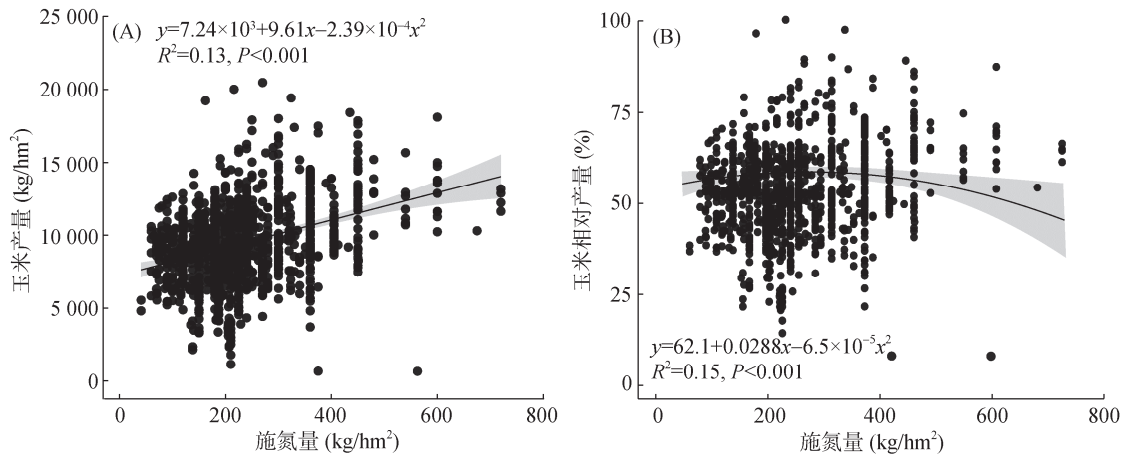 (A) y=7.24×10³+9.61x−2.39×10⁻⁴x²
R²=0.13, P<0.001
25 000
20 000
15 000
10 000
5 000
0
玉米产量 (kg/hm²)
0 200 400 600 800
施氮量 (kg/hm²)
(B)
100
75
50
25
0
玉米相对产量 (%)
y=62.1+0.0288x−6.5×10⁻⁵x²
R²=0.15, P<0.001
0 200 400 600 800
施氮量 (kg/hm²)